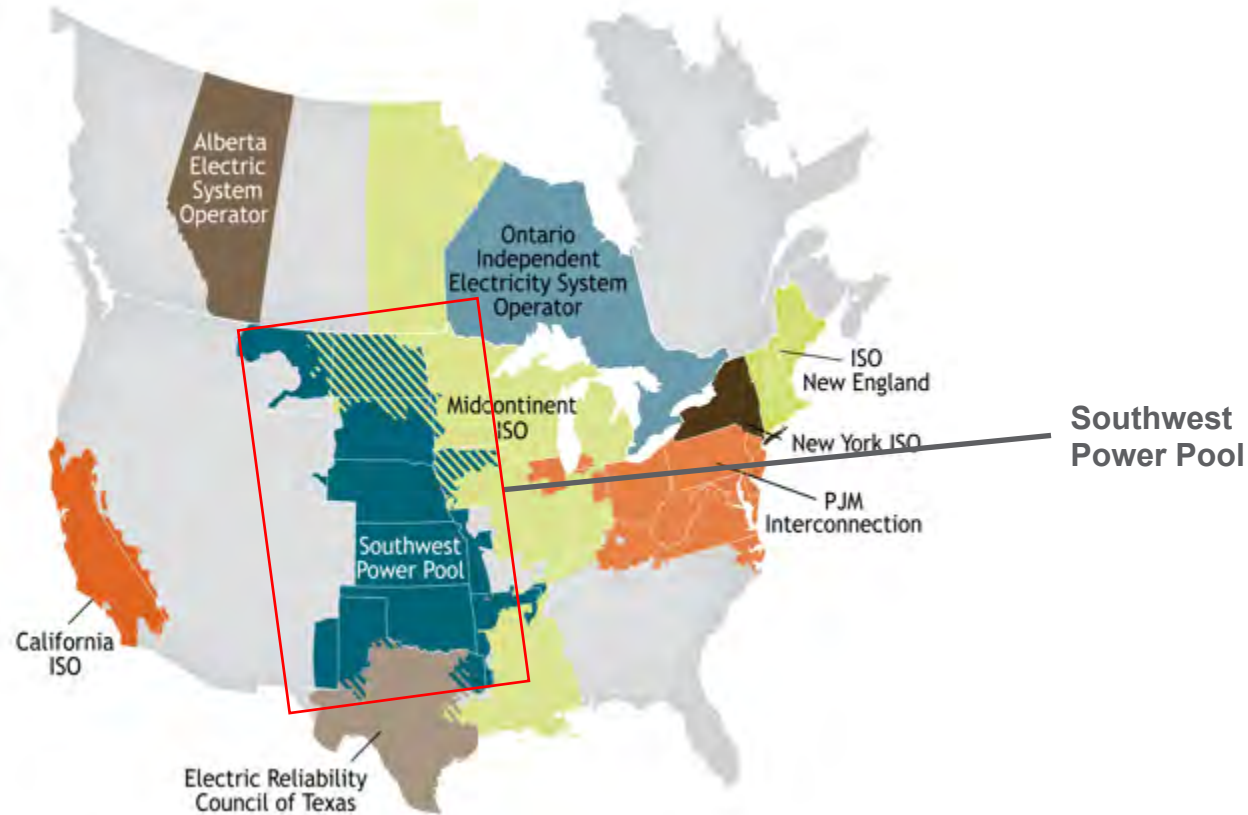 Alberta
Electric
System
Operator
Ontario
Independent
Electricity System
Operator
ISO
New England
Midcontinent
ISO
Southwest
Power Pool
New York ISO
PJM
Interconnection
Southwest
Power Pool
California
ISO
Electric Reliability
Council of Texas